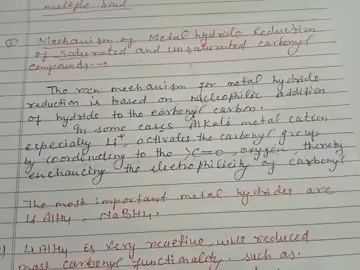 multiple bond
① Mechanism of Metal hydride Reduction
of saturated and unsaturated carbonyl
compounds :→
The rxn mechanism for metal hydride
reduction is based on nucleophilic addition
of hydride to the carbonyl carbon.
In some cases Alkali metal cation
especially Li⁺, activates the carbonyl group
by coordinating to the >C=O, oxygen, thereby
enchancing the electrophilicity of carbonyl
The most important metal hydrides are
LiAlH₄, NaBH₄.
LiAlH₄ is very reactive, will reduced
most carbonyl functionality, such as.